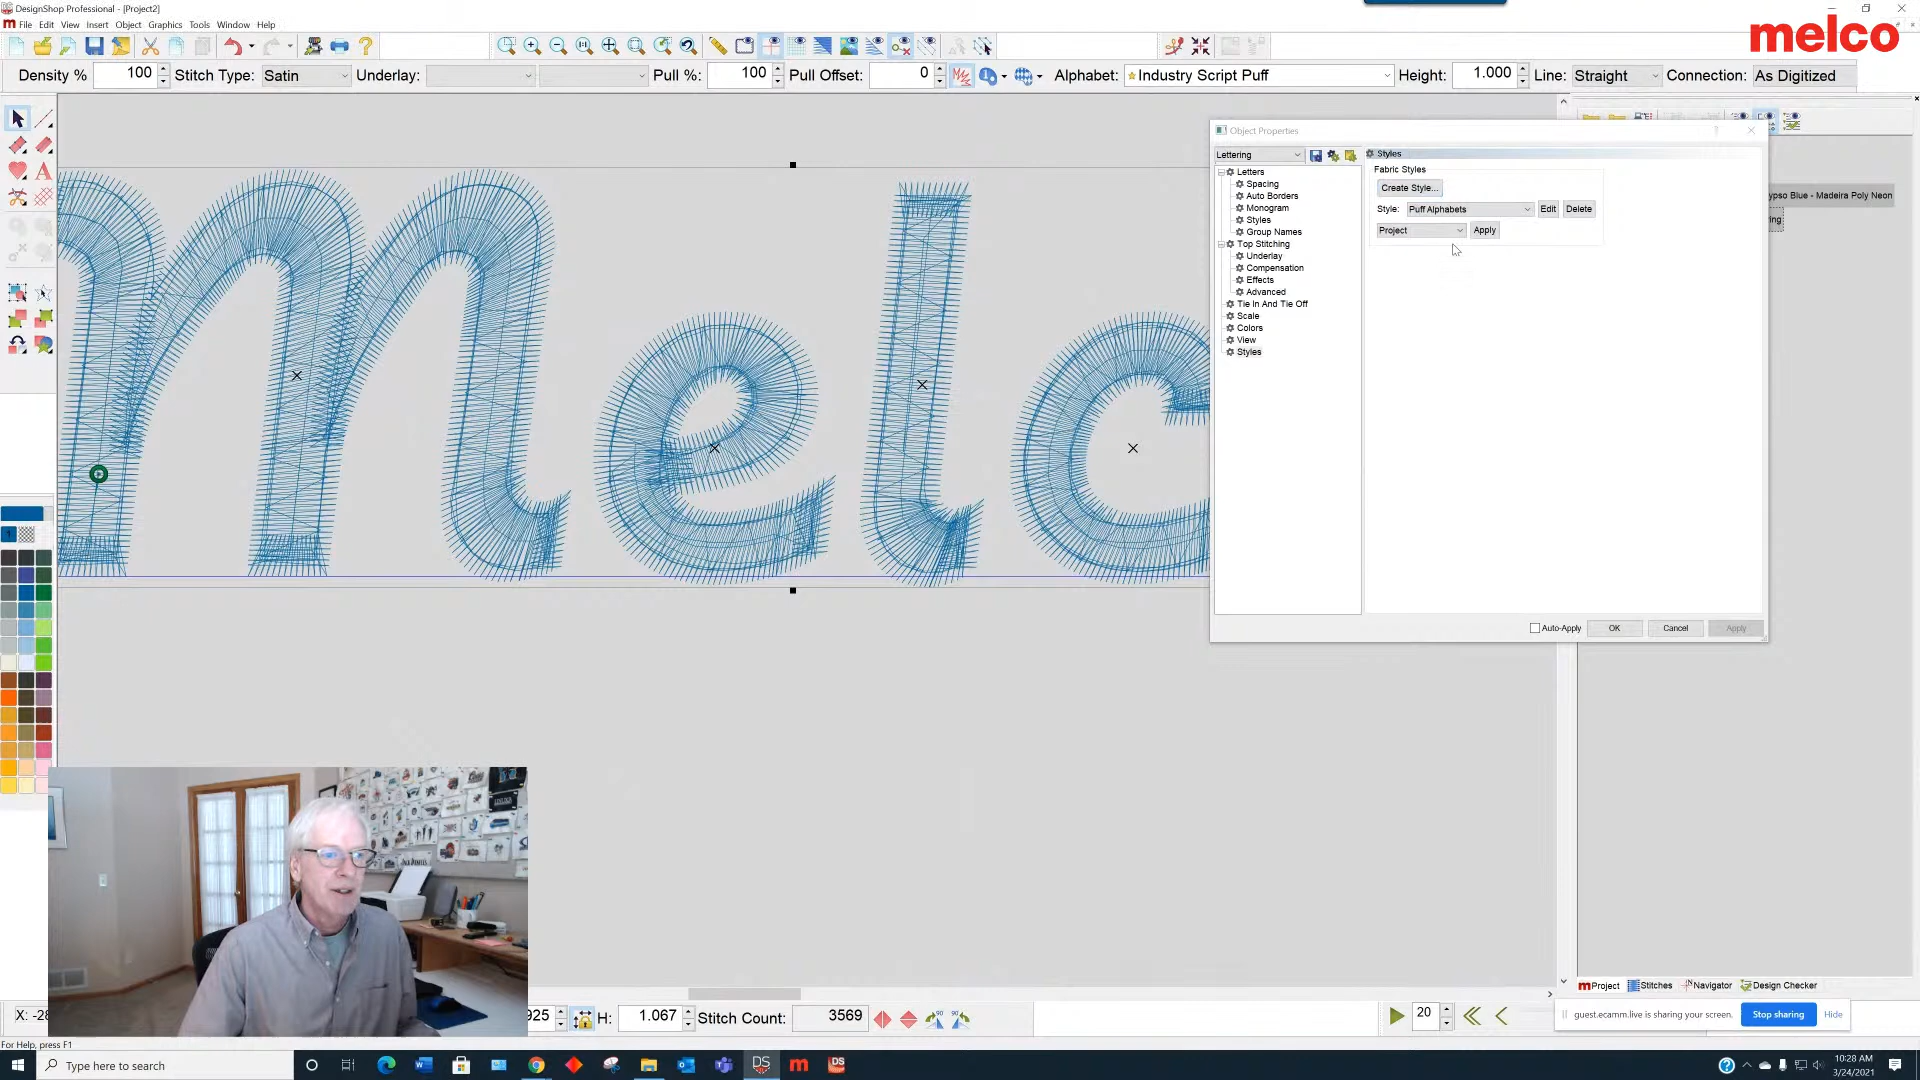 DesignShop Professional - [Project2]
File Edit View Insert Object Graphics Tools Window Help
melco
Density % 100 Stitch Type: Satin Underlay: Pull %: 100 Pull Offset: 0 Alphabet: Industry Script Puff Height: 1.000 Line: Straight Connection: As Digitized
Object Properties
Lettering
Letters
Spacing
Auto Borders
Monogram
Styles
Group Names
Top Stitching
Underlay
Compensation
Effects
Advanced
Tie In And Tie Off
Scale
Colors
View
Styles
Styles
Fabric Styles
Create Style...
Style: Puff Alphabets Edit Delete
Project Apply
Auto-Apply OK Cancel Apply
ypso Blue - Madeira Poly Neon
ing
Melc
1
Project Stitches Navigator Design Checker
X: -28 925 H: 1.067 Stitch Count: 3569 20
guest.ecamm.live is sharing your screen. Stop sharing Hide
For Help, press F1
Type here to search
DS
DS
10:28 AM
3/24/2021